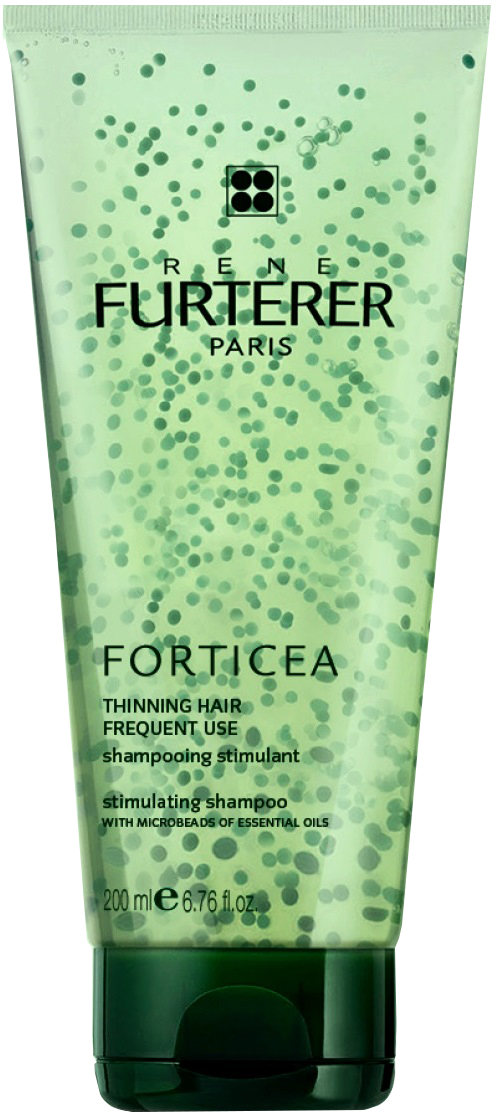 RENE
FURTERER
PARIS
FORTICEA
THINNING HAIR
FREQUENT USE
shampooing stimulant
stimulating shampoo
WITH MICROBEADS OF ESSENTIAL OILS
200 ml e 6.76 fl.oz.